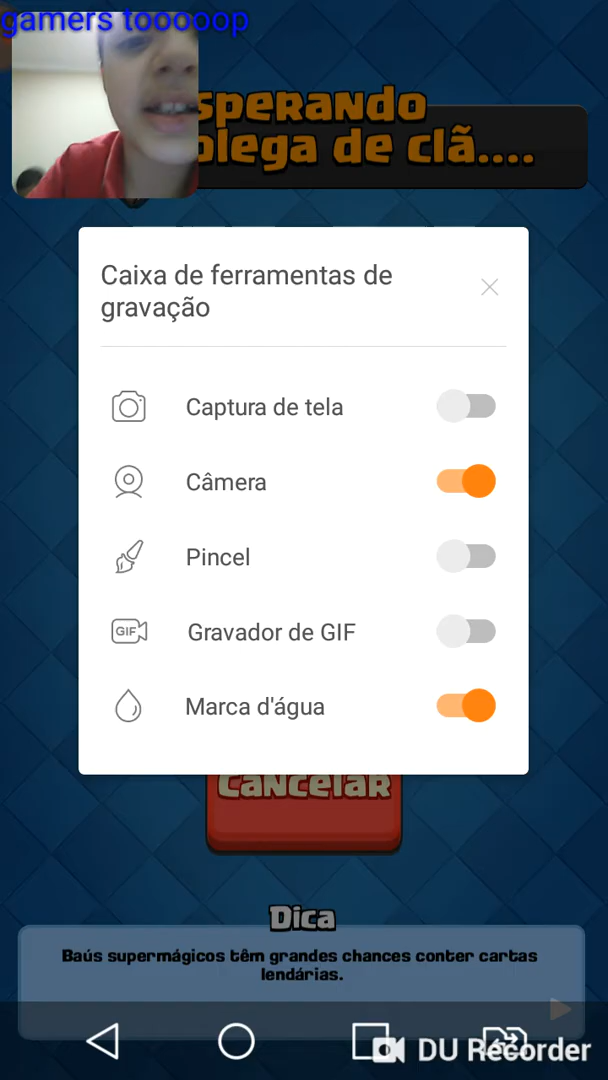 gamers tooooop
sperando
olega de clã....
Caixa de ferramentas de
gravação
Captura de tela
Câmera
Pincel
GIF
Gravador de GIF
Marca d'água
Cancelar
Dica
Baús supermágicos têm grandes chances conter cartas
lendárias.
DU Recorder